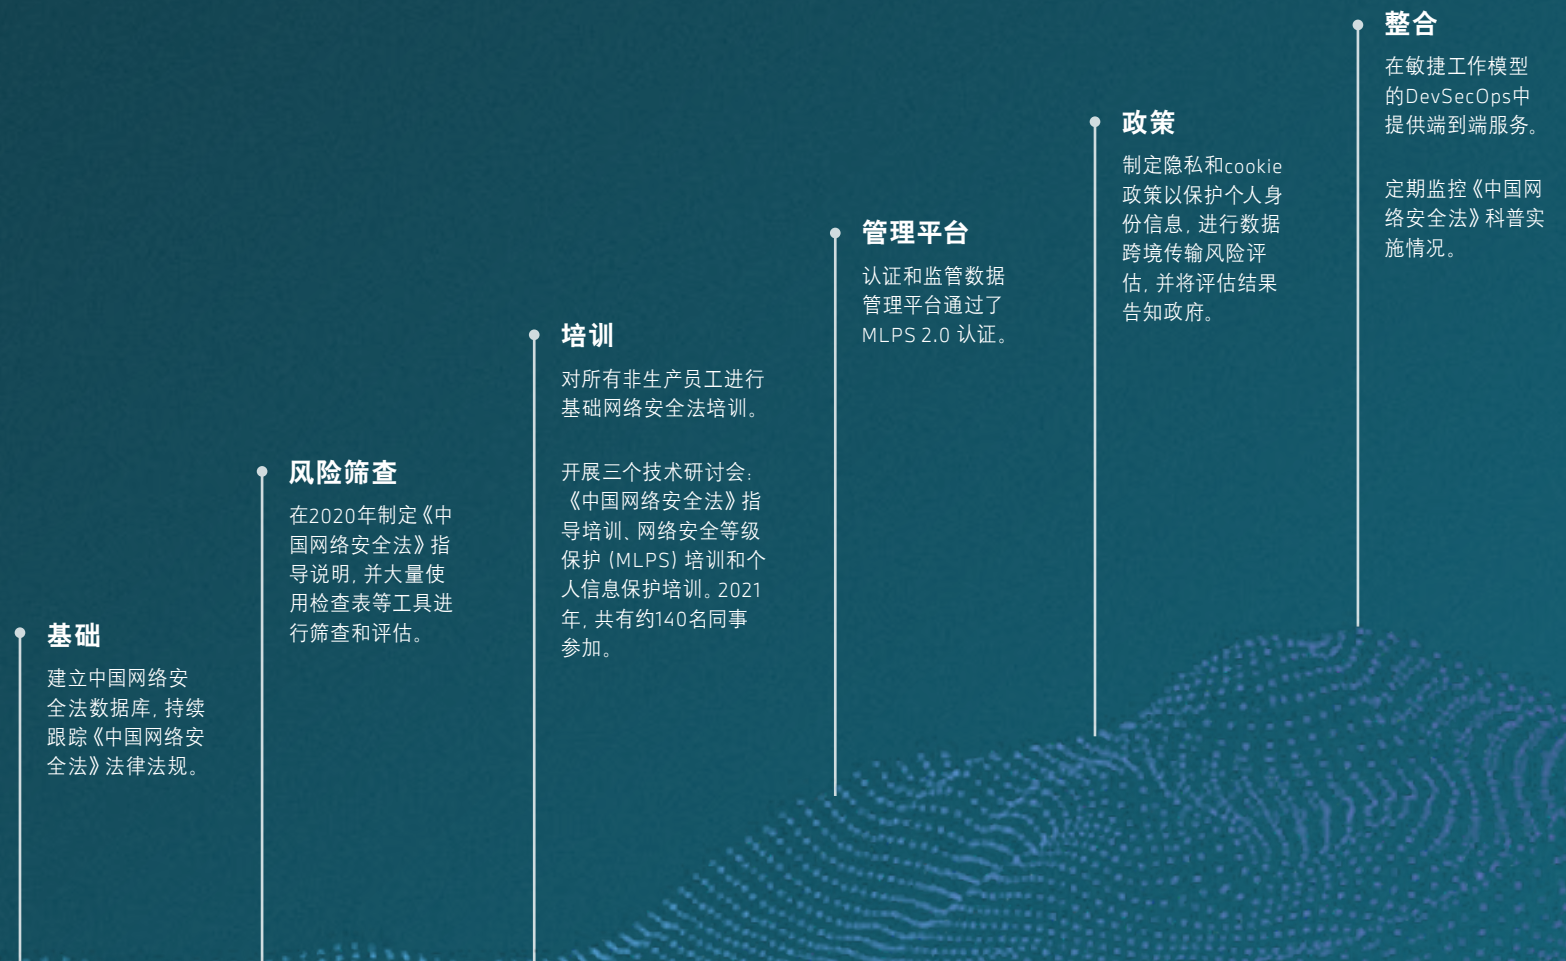 基础
建立中国网络安
全法数据库, 持续
跟踪《中国网络安
全法》法律法规。
风险筛查
在2020年制定《中
国网络安全法》指
导说明, 并大量使
用检查表等工具进
行筛查和评估。
培训
对所有非生产员工进行
基础网络安全法培训。
开展三个技术研讨会:
《中国网络安全法》指
导培训、网络安全等级
保护 (MLPS) 培训和个
人信息保护培训。2021
年, 共有约140名同事
参加。
管理平台
认证和监管数据
管理平台通过了
MLPS 2.0 认证。
政策
制定隐私和cookie
政策以保护个人身
份信息, 进行数据
跨境传输风险评
估, 并将评估结果
告知政府。
整合
在敏捷工作模型
的DevSecOps中
提供端到端服务。
定期监控《中国网
络安全法》科普实
施情况。